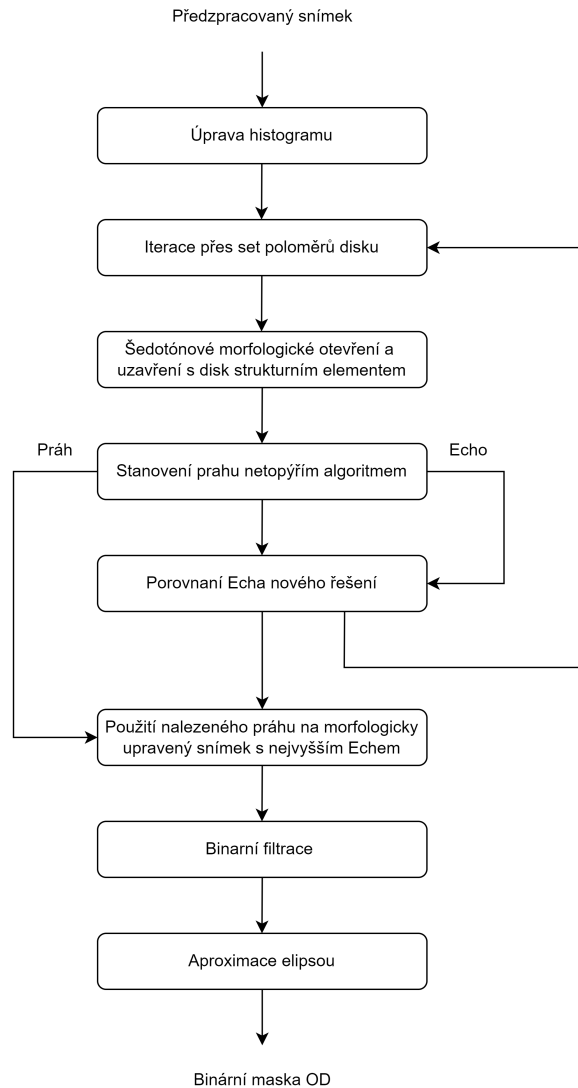 Předzpracovaný snímek
Úprava histogramu
Iterace přes set poloměrů disku
Šedotónové morfologické otevření a
uzavření s disk strukturním elementem
Práh
Echo
Stanovení prahu netopýřím algoritmem
Porovnaní Echa nového řešení
Použití nalezeného práhu na morfologicky
upravený snímek s nejvyšším Echem
Binarní filtrace
Aproximace elipsou
Binární maska OD